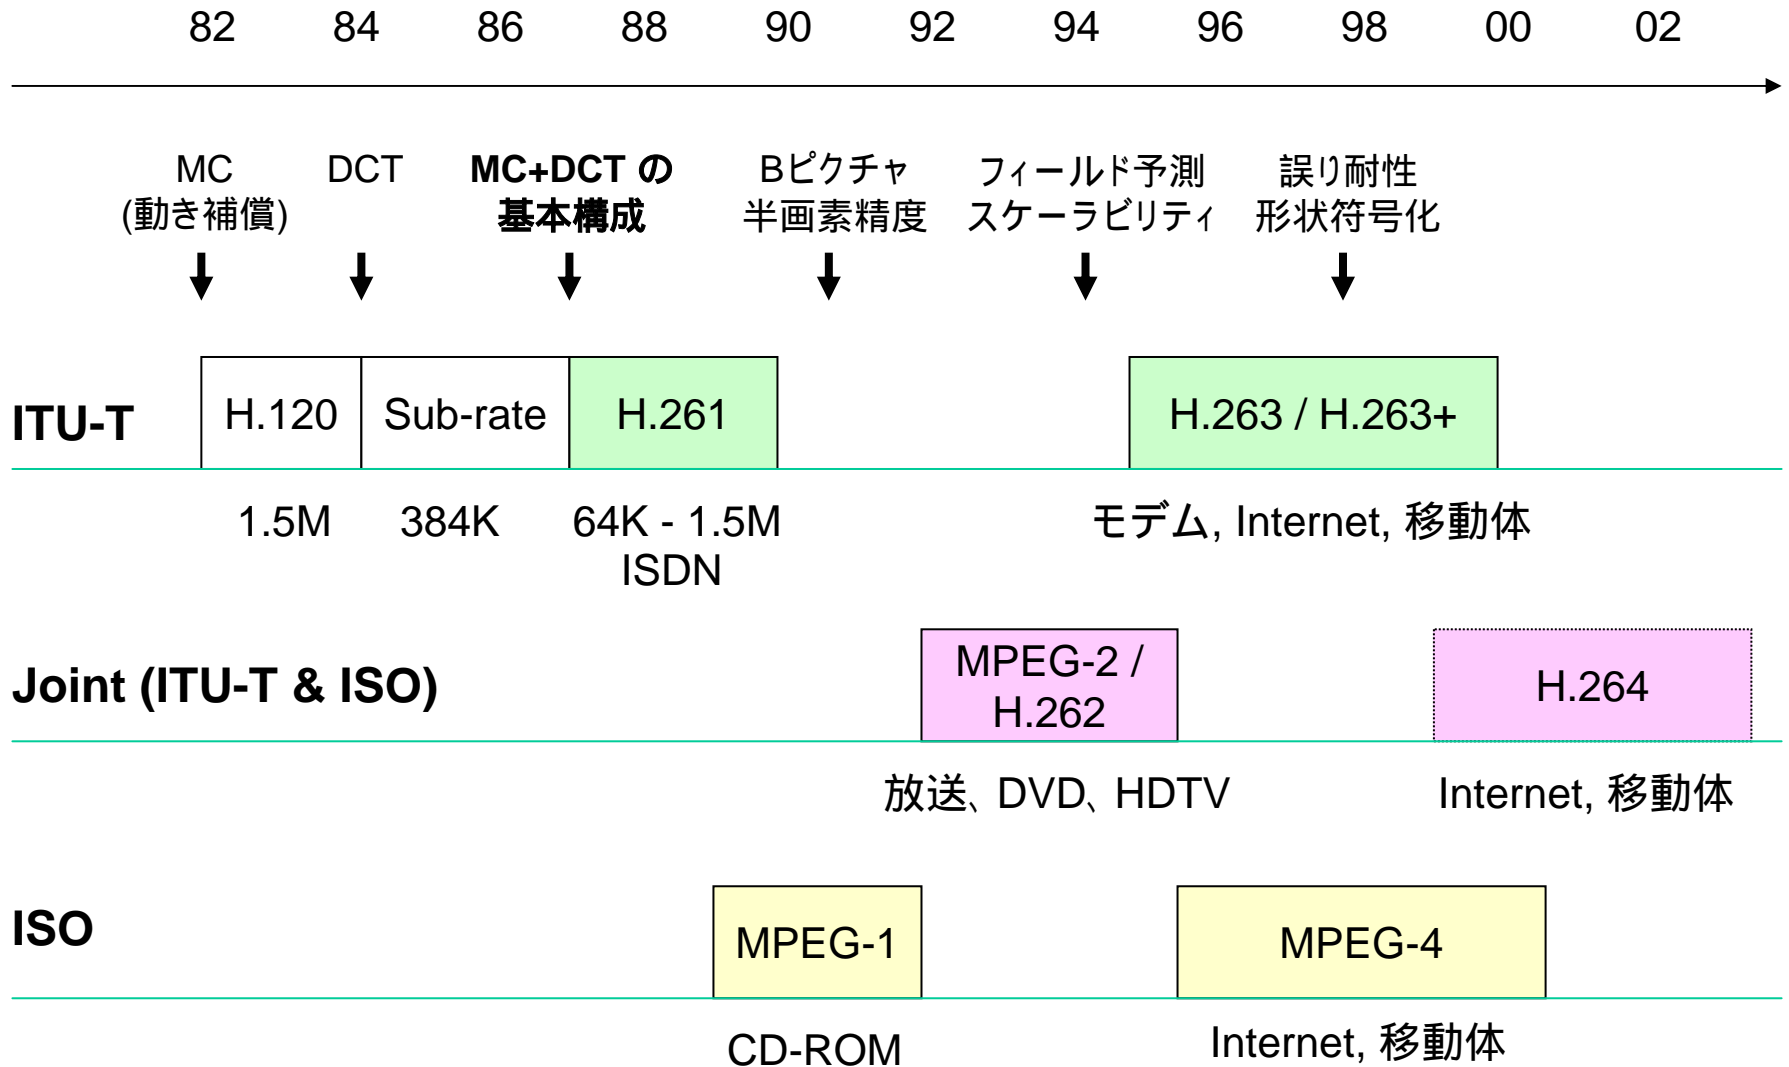 82 84 86 88 90 92 94 96 98 00 02
MC DCT MC+DCT の Bピクチャ フィールド予測 誤り耐性
(動き補償) 基本構成 半画素精度 スケーラビリティ 形状符号化
ITU-T H.120 Sub-rate H.261 H.263 / H.263+
1.5M 384K 64K - 1.5M モデム, Internet, 移動体
ISDN
MPEG-2 /
Joint (ITU-T & ISO) H.264
H.262
放送、DVD、HDTV Internet, 移動体
ISO MPEG-1 MPEG-4
CD-ROM Internet, 移動体